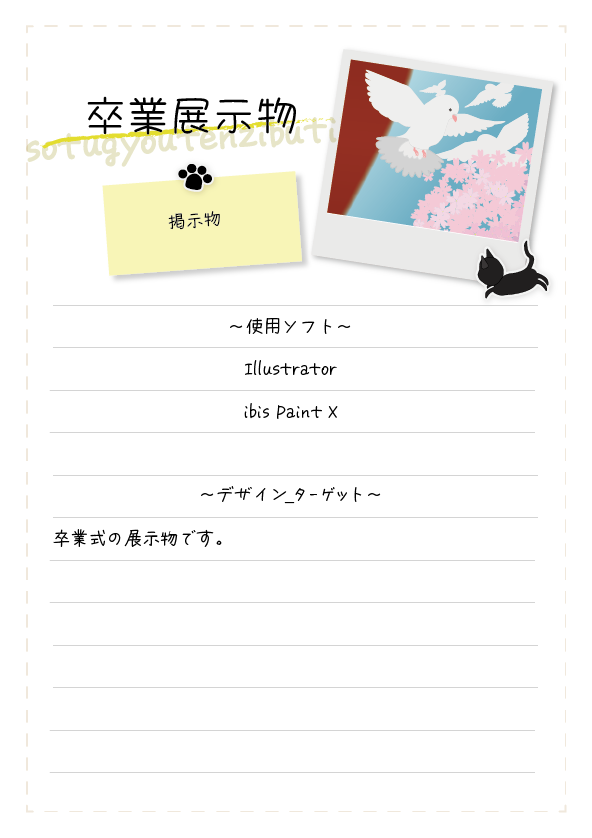 卒業展示物
sotugyoutenzibuti
掲示物
～使用ソフト～
Illustrator
ibis Paint X
～デザイン_ターゲット～
卒業式の展示物です。